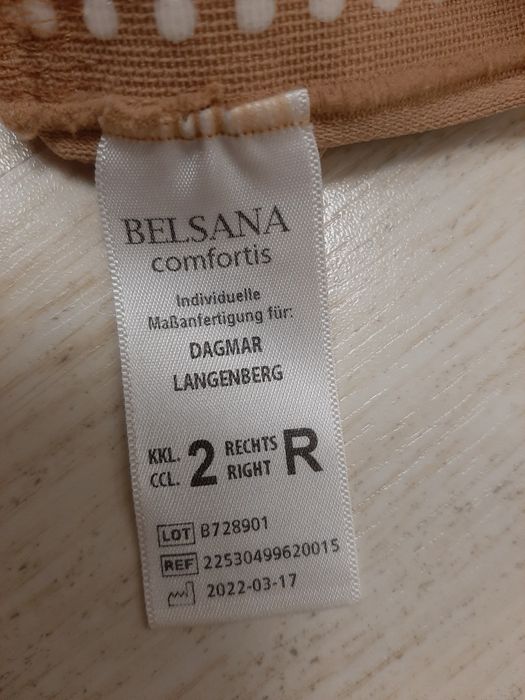 BELSANA
comfortis
Individuelle
Maßanfertigung für:
DAGMAR
LANGENBERG
KKL. 2 RECHTS R
CCL. RIGHT
LOT B728901
REF 22530499620015
2022-03-17